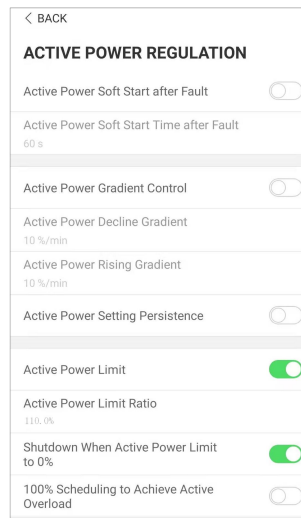 < BACK
ACTIVE POWER REGULATION
Active Power Soft Start after Fault
Active Power Soft Start Time after Fault
60 s
Active Power Gradient Control
Active Power Decline Gradient
10 %/min
Active Power Rising Gradient
10 %/min
Active Power Setting Persistence
Active Power Limit
Active Power Limit Ratio
110.0%
Shutdown When Active Power Limit
to 0%
100% Scheduling to Achieve Active
Overload